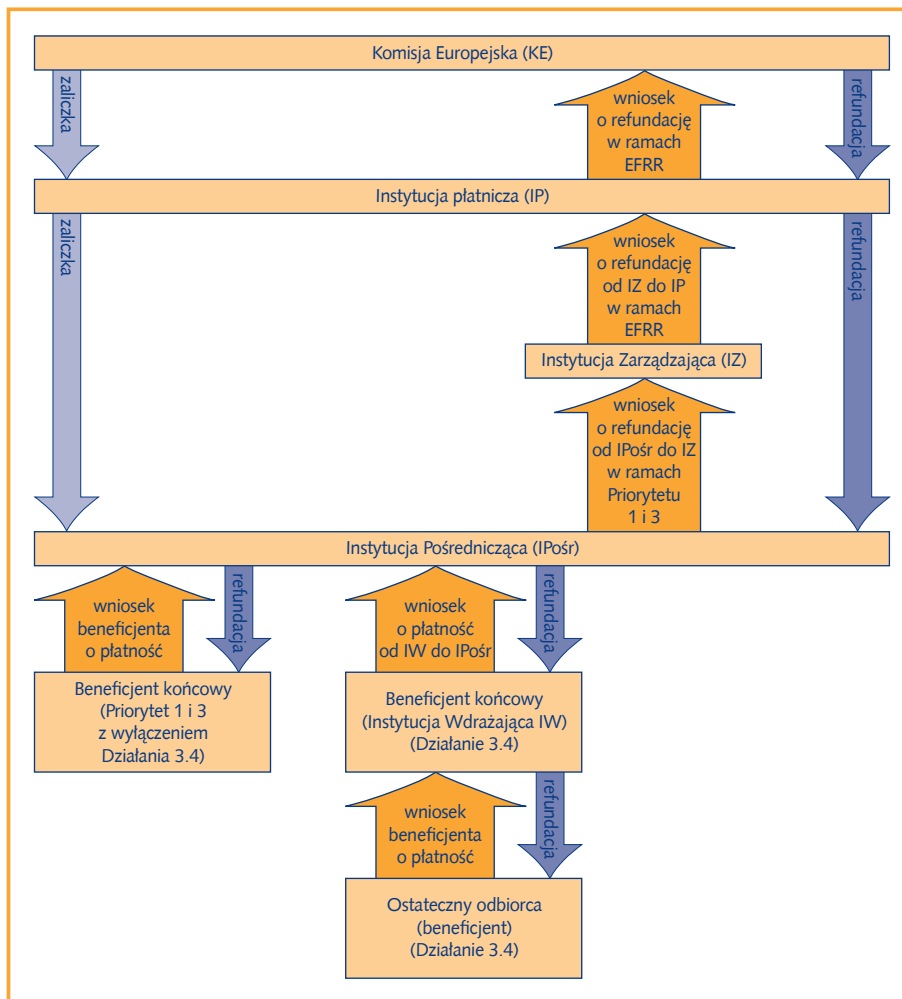 Komisja Europejska (KE)
zaliczka
wniosek
o refundację
w ramach
EFRR
refundacja
Instytucja płatnicza (IP)
zaliczka
wniosek
o refundację
od IZ do IP
w ramach
EFRR
refundacja
Instytucja Zarządzająca (IZ)
wniosek
o refundację
od IPośr do IZ
w ramach
Priorytetu
1 i 3
Instytucja Pośrednicząca (IPośr)
wniosek
beneficjenta
o płatność
refundacja
wniosek
o płatność
od IW do IPośr
refundacja
Beneficjent końcowy
(Priorytet 1 i 3
z wyłączeniem
Działania 3.4)
Beneficjent końcowy
(Instytucja Wdrażająca IW)
(Działanie 3.4)
wniosek
beneficjenta
o płatność
refundacja
Ostateczny odbiorca
(beneficjent)
(Działanie 3.4)